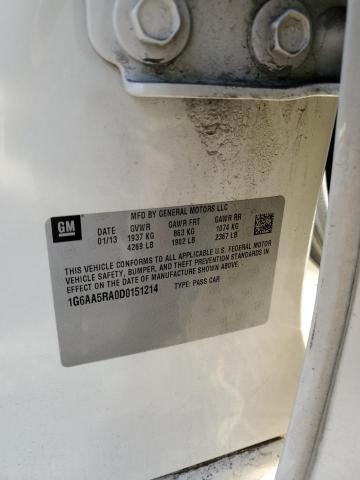 MFD BY GENERAL MOTORS LLC
GM DATE GVWR GAWR FRT GAWR RR
01/13 1937 KG 863 KG 1074 KG
4269 LB 1902 LB 2367 LB
THIS VEHICLE CONFORMS TO ALL APPLICABLE U.S. FEDERAL MOTOR
VEHICLE SAFETY, BUMPER, AND THEFT PREVENTION STANDARDS IN
EFFECT ON THE DATE OF MANUFACTURE SHOWN ABOVE.
1G6AA5RA0D0151214 TYPE: PASS CAR